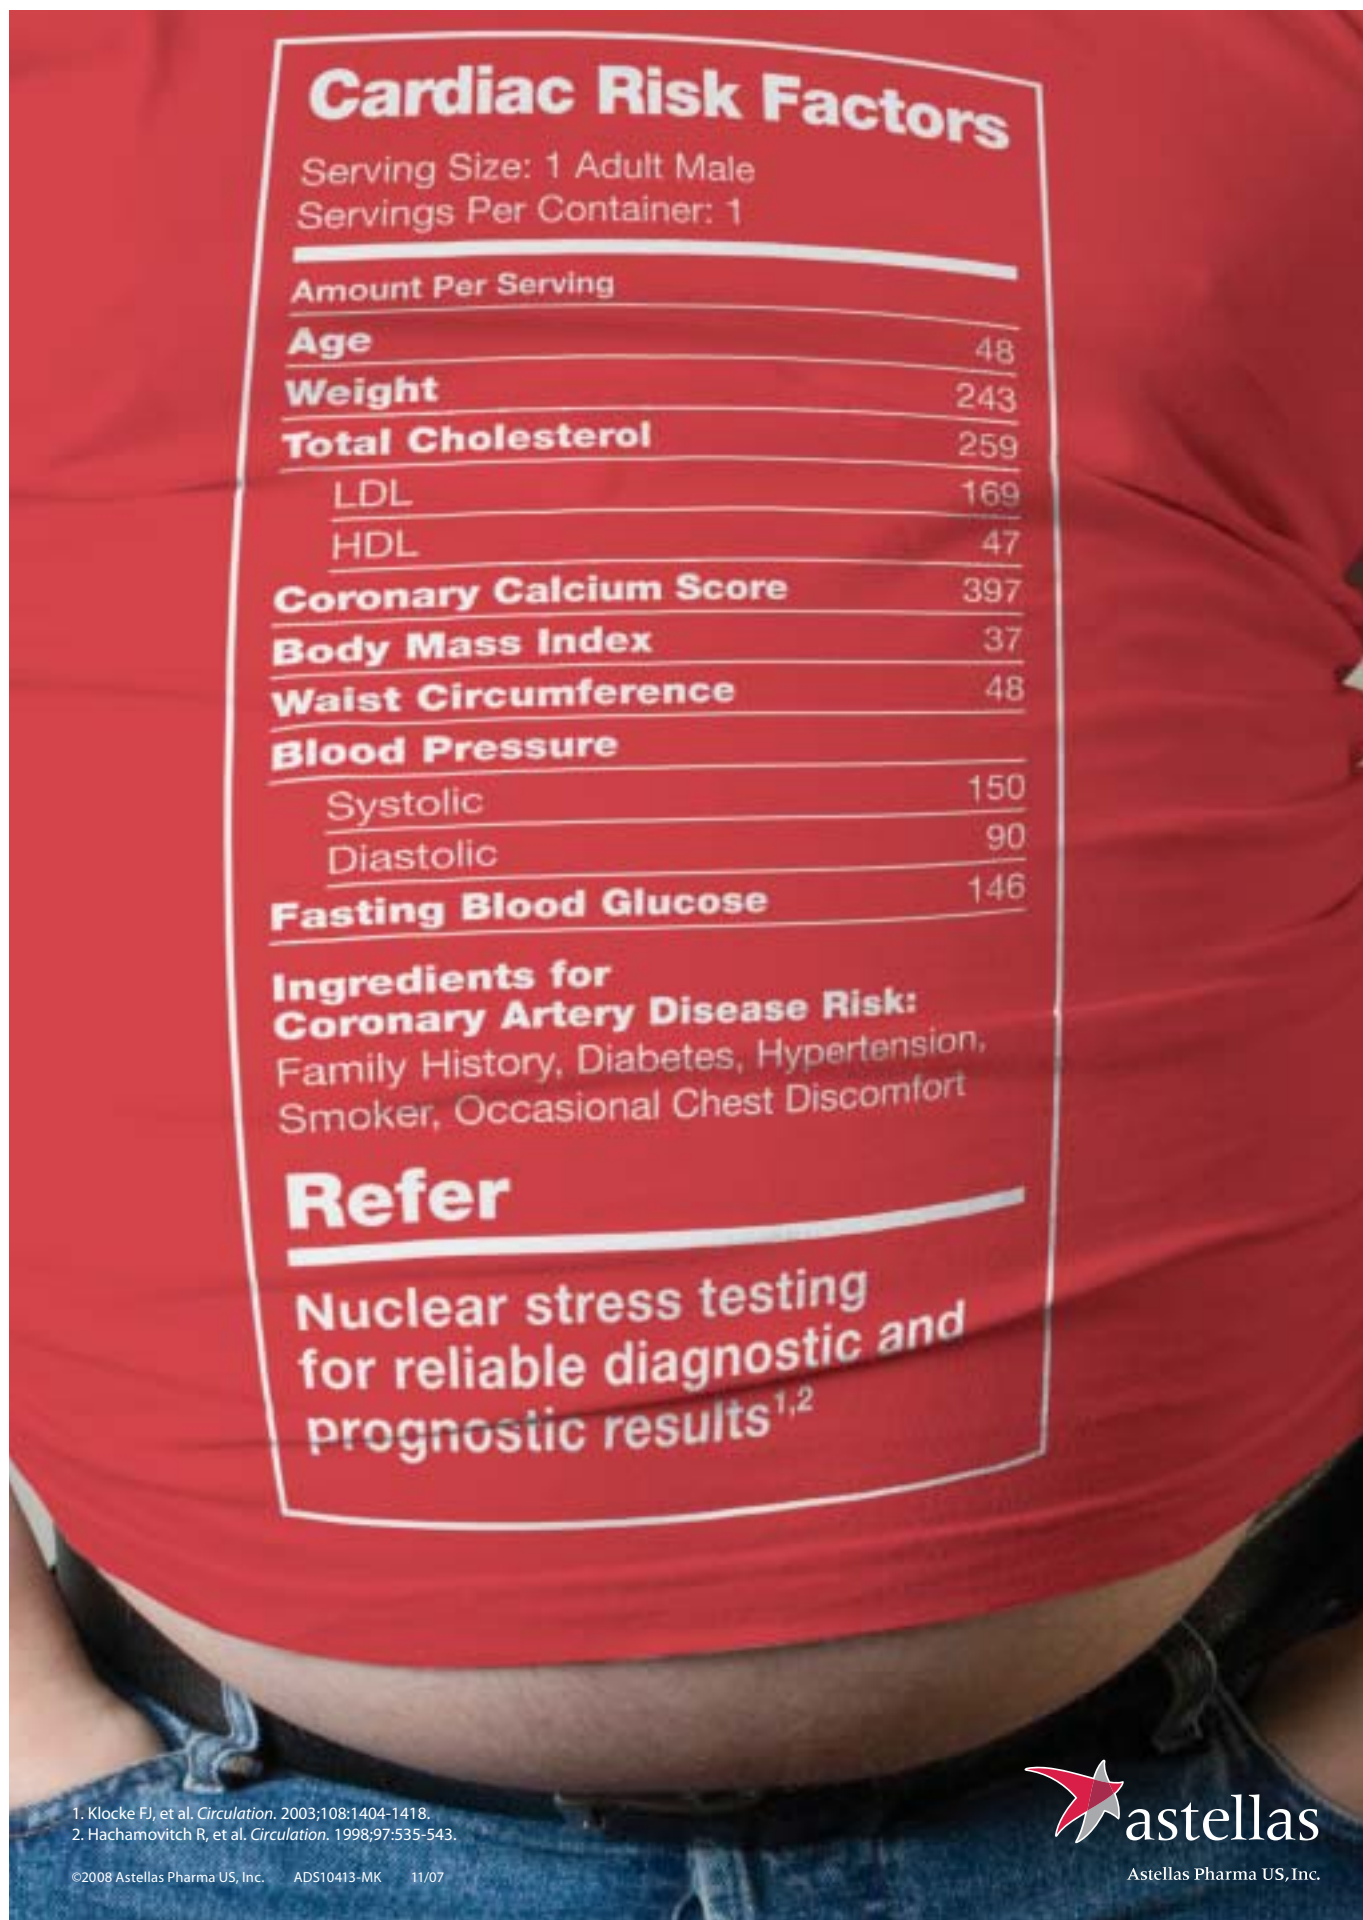 Cardiac Risk Factors
Serving Size: 1 Adult Male
Servings Per Container: 1
Amount Per Serving
Age 48
Weight 243
Total Cholesterol 259
LDL 169
HDL 47
Coronary Calcium Score 397
Body Mass Index 37
Waist Circumference 48
Blood Pressure
Systolic 150
Diastolic 90
Fasting Blood Glucose 146
Ingredients for
Coronary Artery Disease Risk:
Family History, Diabetes, Hypertension,
Smoker, Occasional Chest Discomfort
Refer
Nuclear stress testing
for reliable diagnostic and
prognostic results1,2
1. Klocke FJ, et al. Circulation. 2003;108:1404-1418.
2. Hachamovitch R, et al. Circulation. 1998;97:535-543.
©2008 Astellas Pharma US, Inc. ADS10413-MK 11/07
astellas
Astellas Pharma US, Inc.